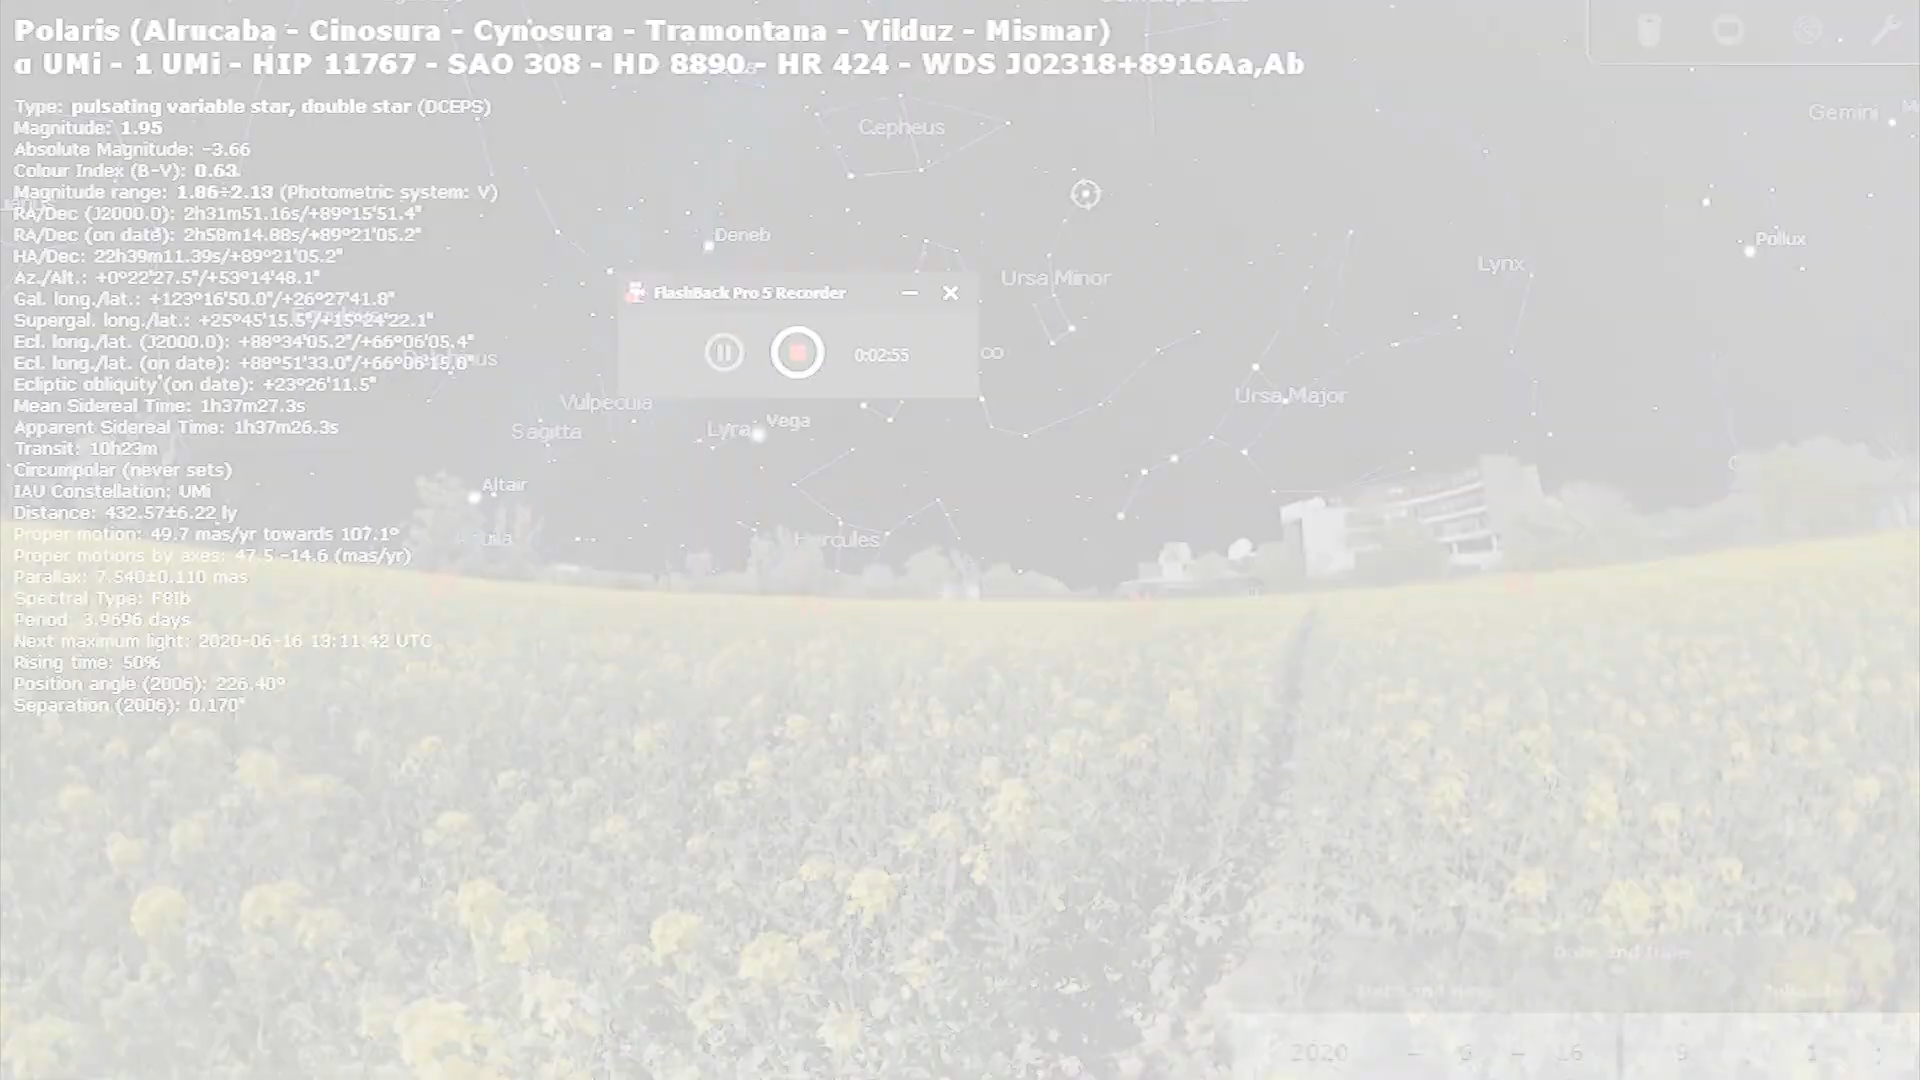 Polaris (Alrucaba - Cinosura - Cynosura - Tramontana - Yilduz - Mismar)
α UMi - 1 UMi - HIP 11767 - SAO 308 - HD 8890 - HR 424 - WDS J02318+8916Aa,Ab
Type: pulsating variable star, double star (DCEPS)
Magnitude: 1.95
Absolute Magnitude: -3.66
Colour Index (B-V): 0.63
Magnitude range: 1.86÷2.13 (Photometric system: V)
RA/Dec (J2000.0): 2h31m51.16s/+89°15'51.4"
RA/Dec (on date): 2h58m14.88s/+89°21'05.2"
HA/Dec: 22h39m11.39s/+89°21'05.2"
Az./Alt.: +0°22'27.5"/+53°14'48.1"
Gal. long./lat.: +123°16'50.0"/+26°27'41.8"
Supergal. long./lat.: +25°45'15.5"/+15°24'22.1"
Ecl. long./lat. (J2000.0): +88°34'05.2"/+66°06'05.4"
Ecl. long./lat. (on date): +88°51'33.0"/+66°06'15.0"
Ecliptic obliquity (on date): +23°26'11.5"
Mean Sidereal Time: 1h37m27.3s
Apparent Sidereal Time: 1h37m26.3s
Transit: 10h23m
Circumpolar (never sets)
IAU Constellation: UMi
Distance: 432.57±6.22 ly
Proper motion: 49.7 mas/yr towards 107.1°
Proper motions by axes: 47.5 -14.6 (mas/yr)
Parallax: 7.540±0.110 mas
Spectral Type: F8Ib
Period: 3.9696 days
Next maximum light: 2020-06-16 13:11:42 UTC
Rising time: 50%
Position angle (2006): 226.40°
Separation (2006): 0.170"
Cepheus
Gemini
Deneb
Pollux
Lynx
Ursa Minor
FlashBack Pro 5 Recorder
0:02:55
Ursa Major
Vulpecula
Sagitta
Lyra
Vega
Altair
Aquila
Hercules
Date and Time
2020 - 6 - 16 9 : 1 :